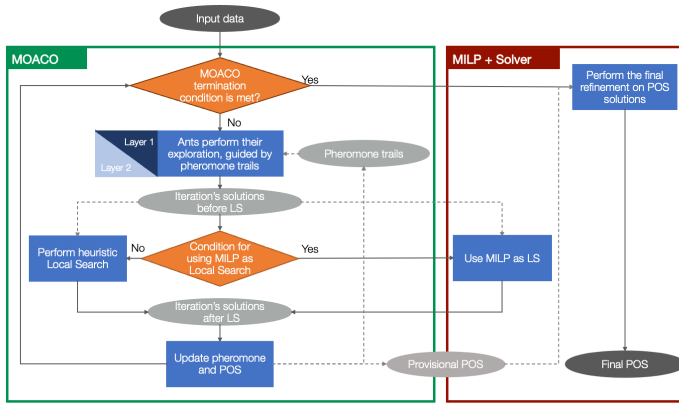 Input data
MOACO
MILP + Solver
MOACO
termination
condition is met?
Yes
Perform the final
refinement on POS
solutions
No
Layer 1
Layer 2
Ants perform their
exploration, guided by
pheromone trails
Pheromone trails
Iteration's solutions
before LS
No
Yes
Perform heuristic
Local Search
Condition for
using MILP as
Local Search
Use MILP as LS
Iteration's solutions
after LS
Update pheromone
and POS
Provisional POS
Final POS